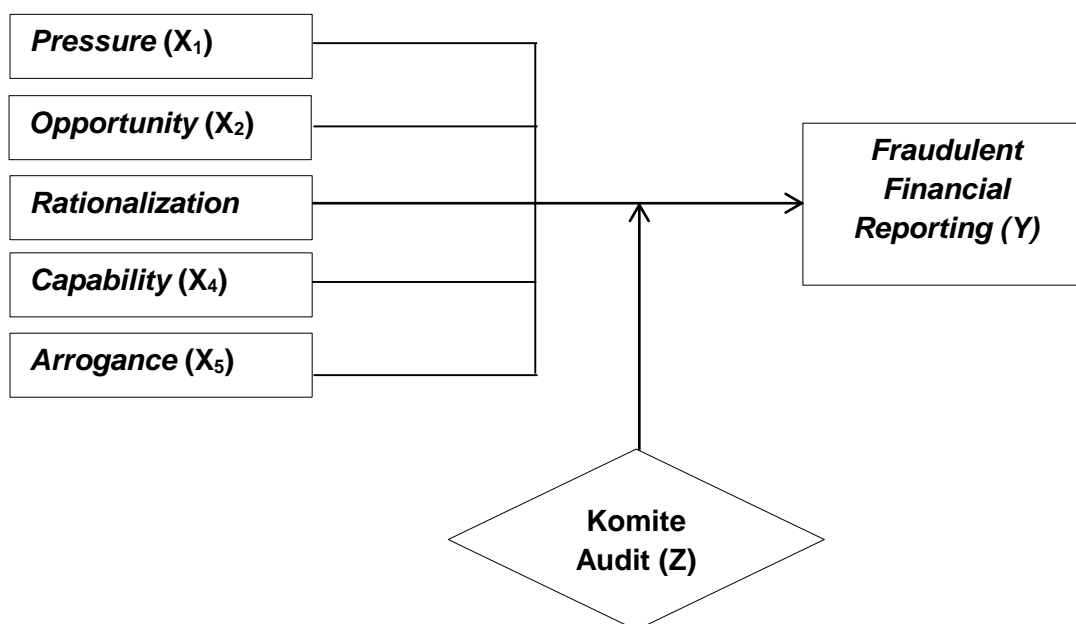 Pressure (X₁)
Opportunity (X₂)
Rationalization
Capability (X₄)
Arrogance (X₅)
Fraudulent
Financial
Reporting (Y)
Komite
Audit (Z)